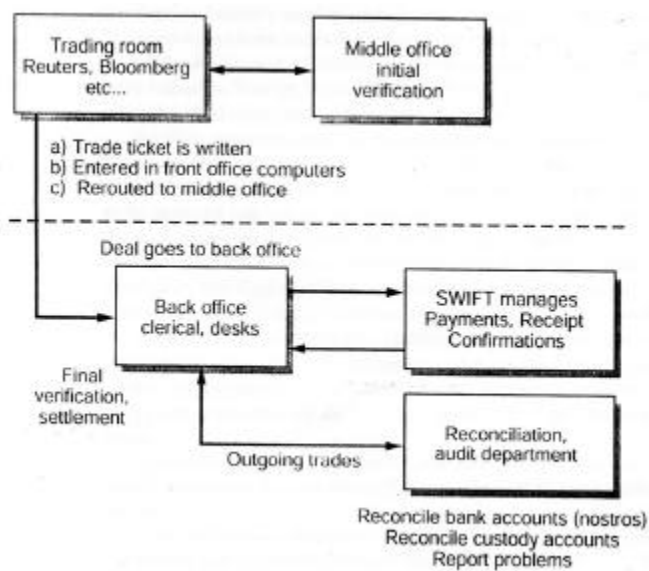 Trading room
Reuters, Bloomberg
etc...
Middle office
initial
verification
a) Trade ticket is written
b) Entered in front office computers
c) Rerouted to middle office
Deal goes to back office
Back office
clerical, desks
SWIFT manages
Payments, Receipt
Confirmations
Final
verification,
settlement
Outgoing trades
Reconciliation,
audit department
Reconcile bank accounts (nostros)
Reconcile custody accounts
Report problems